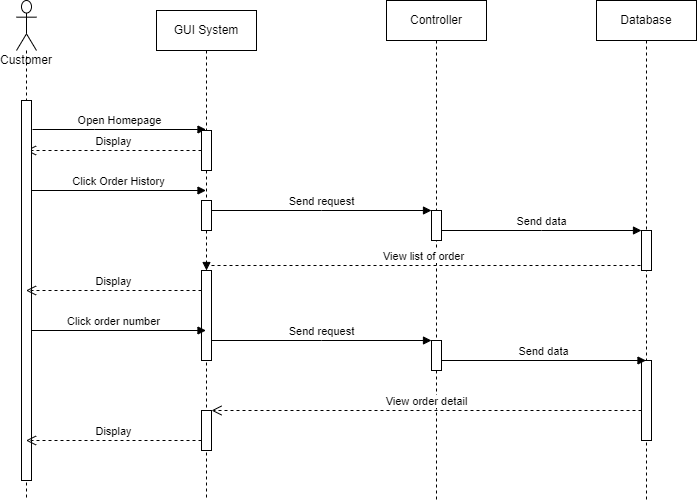 Controller
Database
GUI System
Customer
Open Homepage
Display
Click Order History
Send request
Send data
View list of order
Display
Click order number
Send request
Send data
View order detail
Display